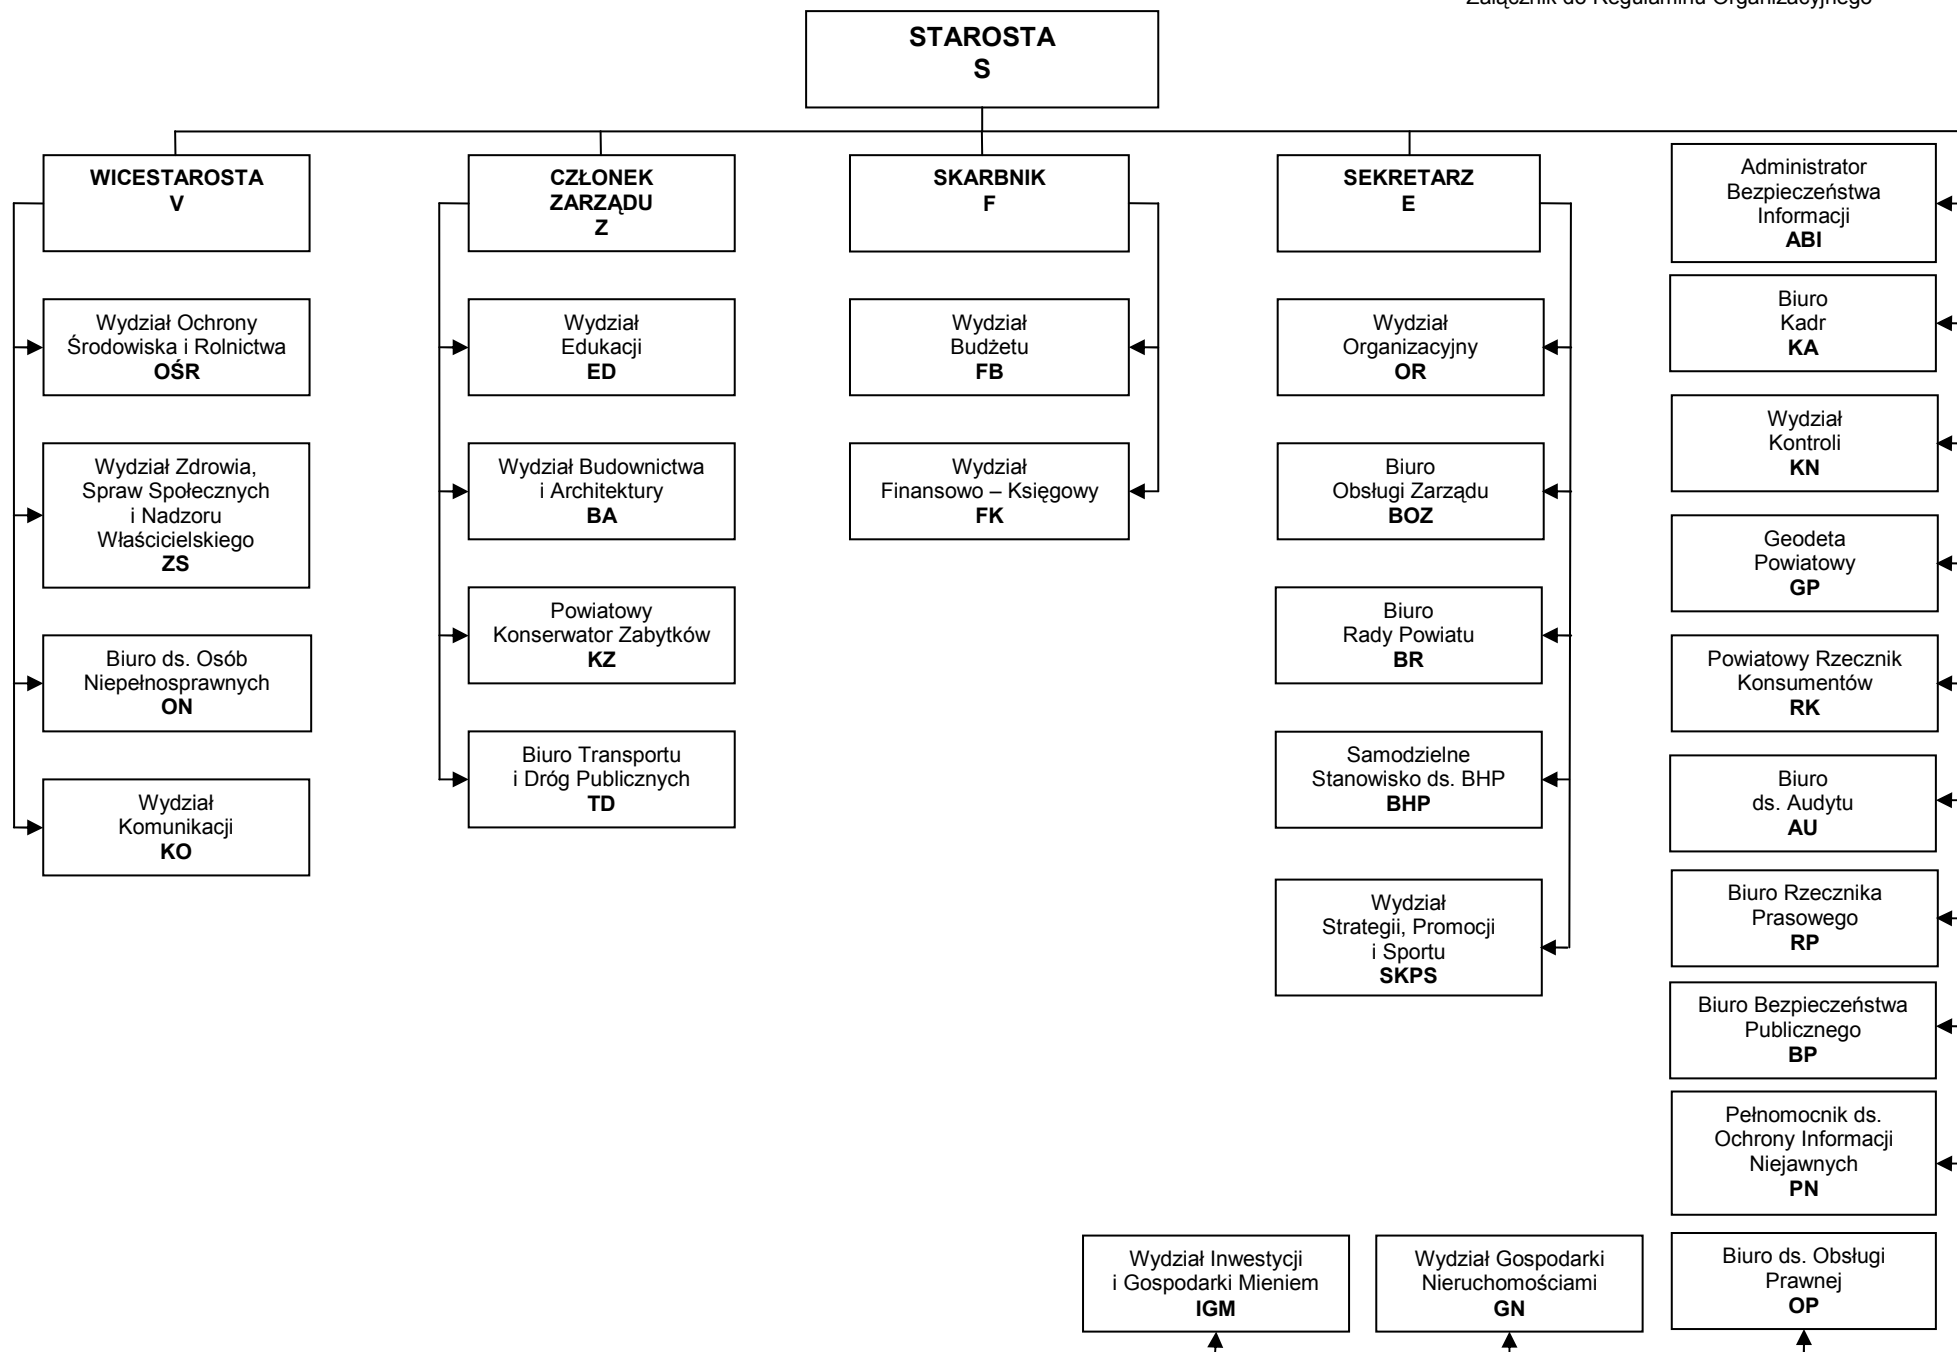 Załącznik do Regulaminu Organizacyjnego
STAROSTA
S
WICESTAROSTA
V
Wydział Ochrony
Środowiska i Rolnictwa
OŚR
Wydział Zdrowia,
Spraw Społecznych
i Nadzoru
Właścicielskiego
ZS
Biuro ds. Osób
Niepełnosprawnych
ON
Wydział
Komunikacji
KO
CZŁONEK
ZARZĄDU
Z
Wydział
Edukacji
ED
Wydział Budownictwa
i Architektury
BA
Powiatowy
Konserwator Zabytków
KZ
Biuro Transportu
i Dróg Publicznych
TD
SKARBNIK
F
Wydział
Budżetu
FB
Wydział
Finansowo – Księgowy
FK
SEKRETARZ
E
Wydział
Organizacyjny
OR
Biuro
Obsługi Zarządu
BOZ
Biuro
Rady Powiatu
BR
Samodzielne
Stanowisko ds. BHP
BHP
Wydział
Strategii, Promocji
i Sportu
SKPS
Administrator
Bezpieczeństwa
Informacji
ABI
Biuro
Kadr
KA
Wydział
Kontroli
KN
Geodeta
Powiatowy
GP
Powiatowy Rzecznik
Konsumentów
RK
Biuro
ds. Audytu
AU
Biuro Rzecznika
Prasowego
RP
Biuro Bezpieczeństwa
Publicznego
BP
Pełnomocnik ds.
Ochrony Informacji
Niejawnych
PN
Wydział Inwestycji
i Gospodarki Mieniem
IGM
Wydział Gospodarki
Nieruchomościami
GN
Biuro ds. Obsługi
Prawnej
OP